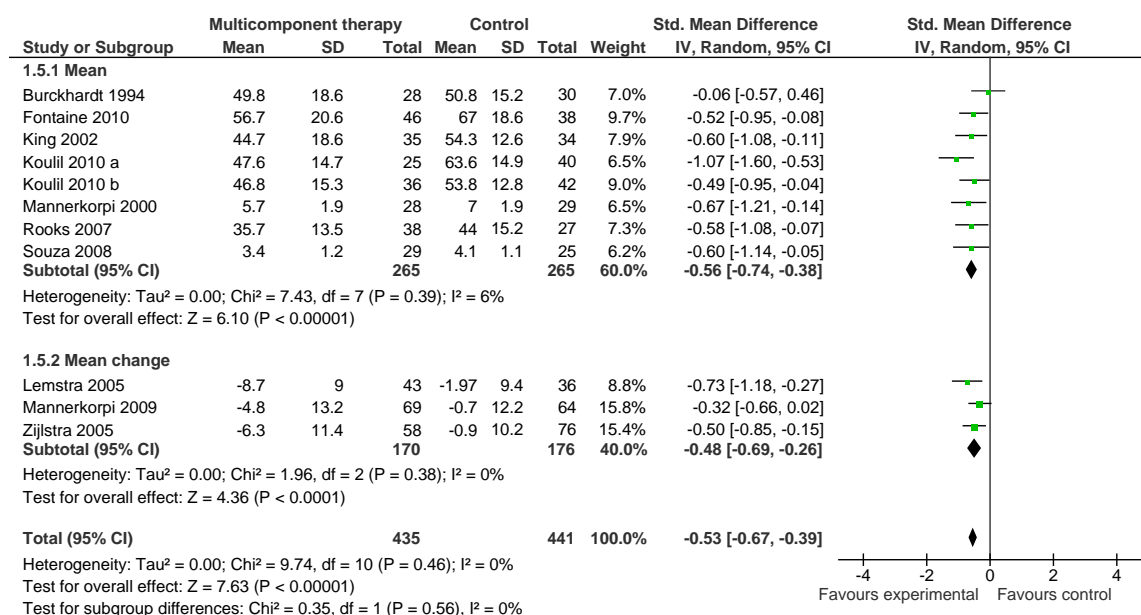 Multicomponent therapy Control Std. Mean Difference Std. Mean Difference
Study or Subgroup Mean SD Total Mean SD Total Weight IV, Random, 95% CI IV, Random, 95% CI
1.5.1 Mean
Burckhardt 1994 49.8 18.6 28 50.8 15.2 30 7.0% -0.06 [-0.57, 0.46]
Fontaine 2010 56.7 20.6 46 67 18.6 38 9.7% -0.52 [-0.95, -0.08]
King 2002 44.7 18.6 35 54.3 12.6 34 7.9% -0.60 [-1.08, -0.11]
Koulil 2010 a 47.6 14.7 25 63.6 14.9 40 6.5% -1.07 [-1.60, -0.53]
Koulil 2010 b 46.8 15.3 36 53.8 12.8 42 9.0% -0.49 [-0.95, -0.04]
Mannerkorpi 2000 5.7 1.9 28 7 1.9 29 6.5% -0.67 [-1.21, -0.14]
Rooks 2007 35.7 13.5 38 44 15.2 27 7.3% -0.58 [-1.08, -0.07]
Souza 2008 3.4 1.2 29 4.1 1.1 25 6.2% -0.60 [-1.14, -0.05]
Subtotal (95% CI) 265 265 60.0% -0.56 [-0.74, -0.38]
Heterogeneity: Tau² = 0.00; Chi² = 7.43, df = 7 (P = 0.39); I² = 6%
Test for overall effect: Z = 6.10 (P < 0.00001)
1.5.2 Mean change
Lemstra 2005 -8.7 9 43 -1.97 9.4 36 8.8% -0.73 [-1.18, -0.27]
Mannerkorpi 2009 -4.8 13.2 69 -0.7 12.2 64 15.8% -0.32 [-0.66, 0.02]
Zijlstra 2005 -6.3 11.4 58 -0.9 10.2 76 15.4% -0.50 [-0.85, -0.15]
Subtotal (95% CI) 170 176 40.0% -0.48 [-0.69, -0.26]
Heterogeneity: Tau² = 0.00; Chi² = 1.96, df = 2 (P = 0.38); I² = 0%
Test for overall effect: Z = 4.36 (P < 0.0001)
Total (95% CI) 435 441 100.0% -0.53 [-0.67, -0.39]
Heterogeneity: Tau² = 0.00; Chi² = 9.74, df = 10 (P = 0.46); I² = 0%
Test for overall effect: Z = 7.63 (P < 0.00001)
Test for subgroup differences: Chi² = 0.35, df = 1 (P = 0.56), I² = 0%
-4 -2 0 2 4
Favours experimental Favours control